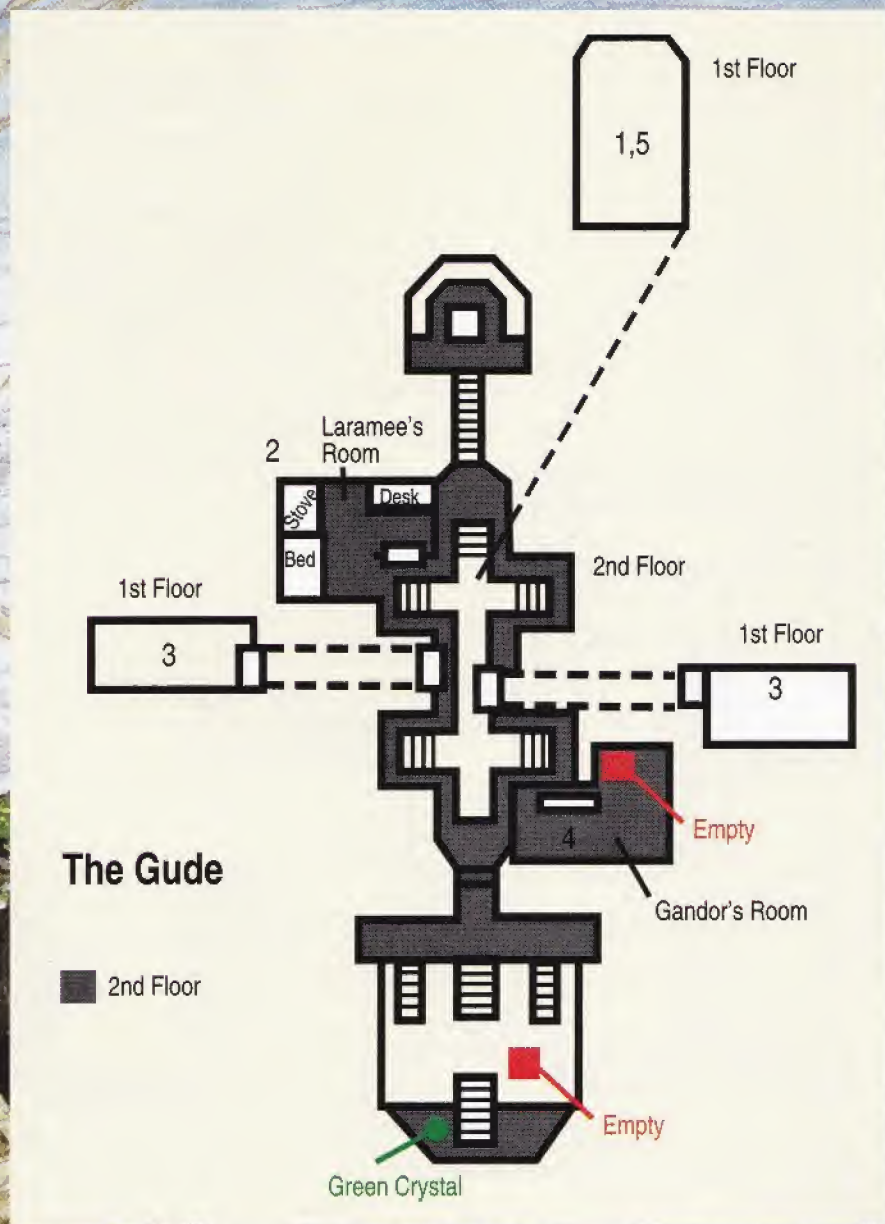 1st Floor
1,5
Laramee's
Room
2
Stove
Desk
Bed
2nd Floor
1st Floor
3
1st Floor
3
Empty
4
Gandor's Room
The Gude
2nd Floor
Empty
Green Crystal